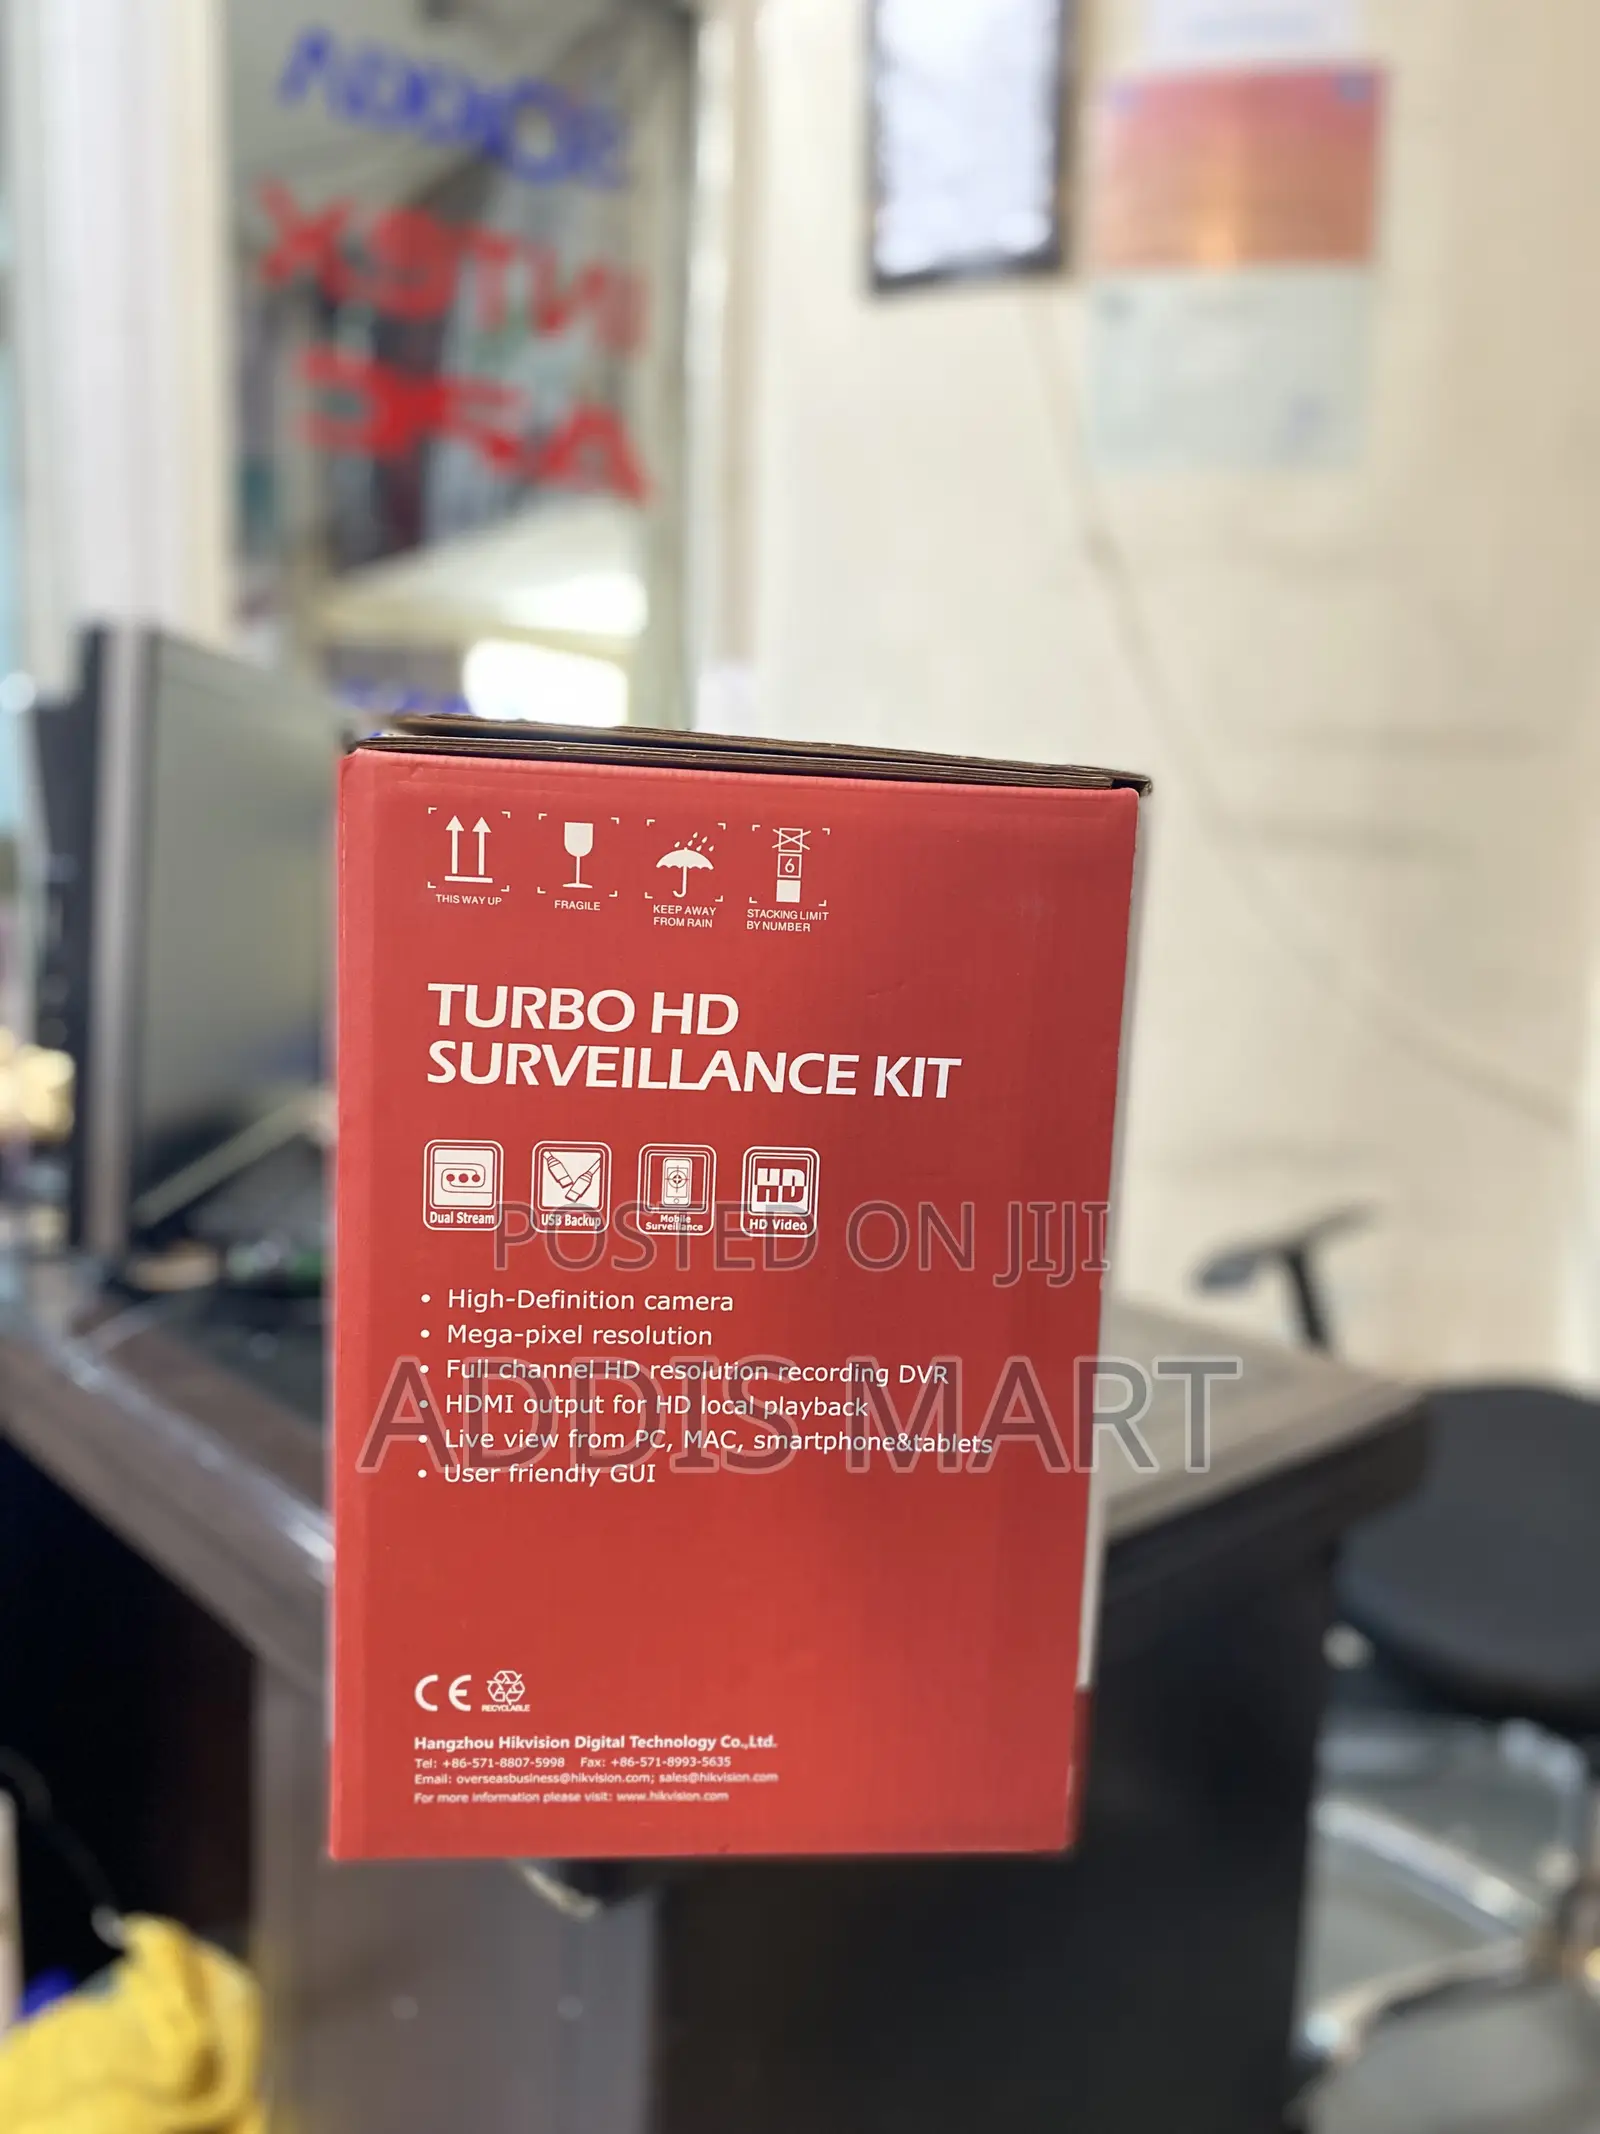 THIS WAY UP
FRAGILE
KEEP AWAY
FROM RAIN
6
STACKING LIMIT
BY NUMBER
TURBO HD
SURVEILLANCE KIT
Dual Stream
USB Backup
Mobile
Surveillance
HD
HD Video
POSTED ON JIJI
• High-Definition camera
• Mega-pixel resolution
• Full channel HD resolution recording DVR
• HDMI output for HD local playback
• Live view from PC, MAC, smartphone&tablets
• User friendly GUI
ADDIS MART
CE
RECYCLABLE
Hangzhou Hikvision Digital Technology Co.,Ltd.
Tel: +86-571-8807-5998 Fax: +86-571-8993-5635
Email: overseasbusiness@hikvision.com; sales@hikvision.com
For more information please visit: www.hikvision.com